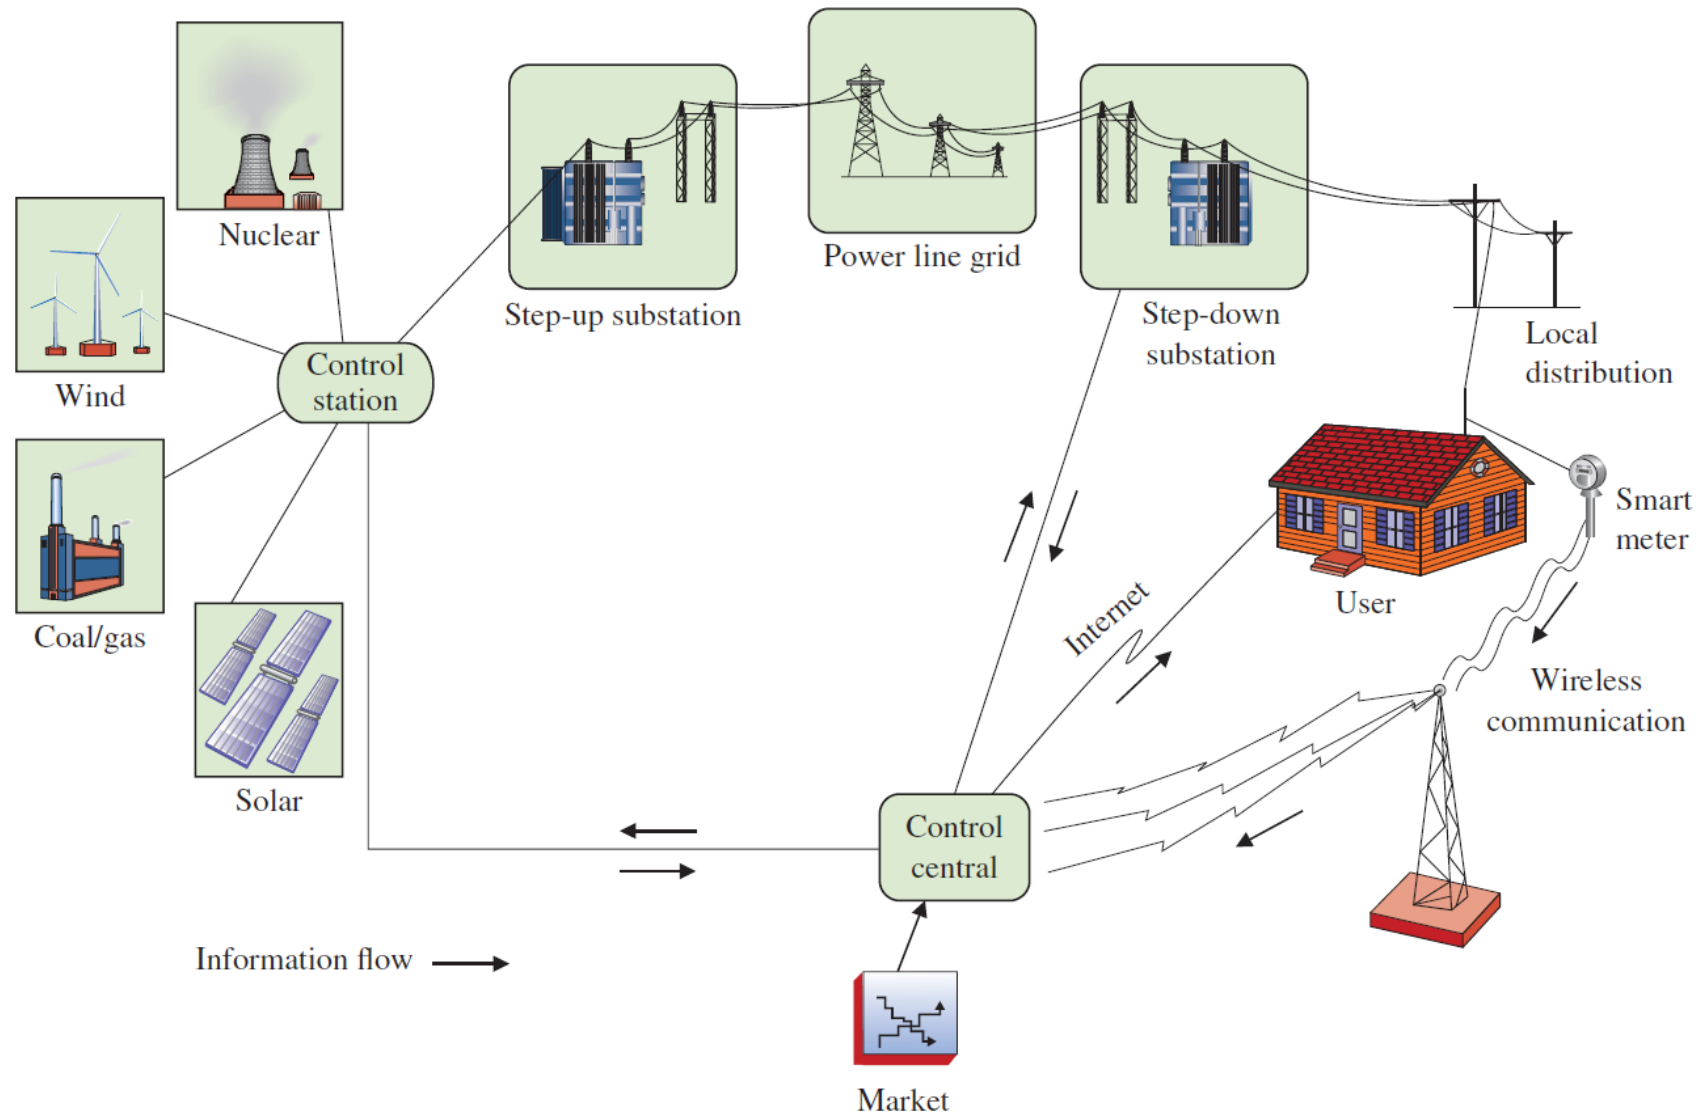 Nuclear
Power line grid
Step-up substation
Step-down
substation
Local
distribution
Wind
Control
station
Smart
meter
User
Internet
Coal/gas
Wireless
communication
Solar
Control
central
Information flow
Market